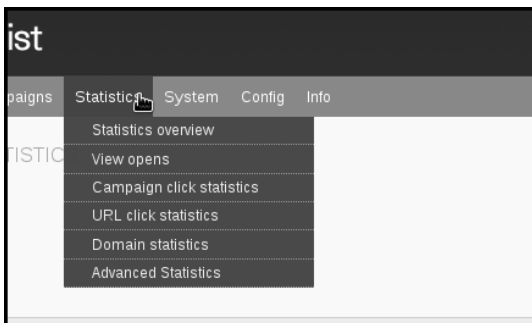 ist
paigns Statistics System Config Info
TISTIC
Statistics overview
View opens
Campaign click statistics
URL click statistics
Domain statistics
Advanced Statistics